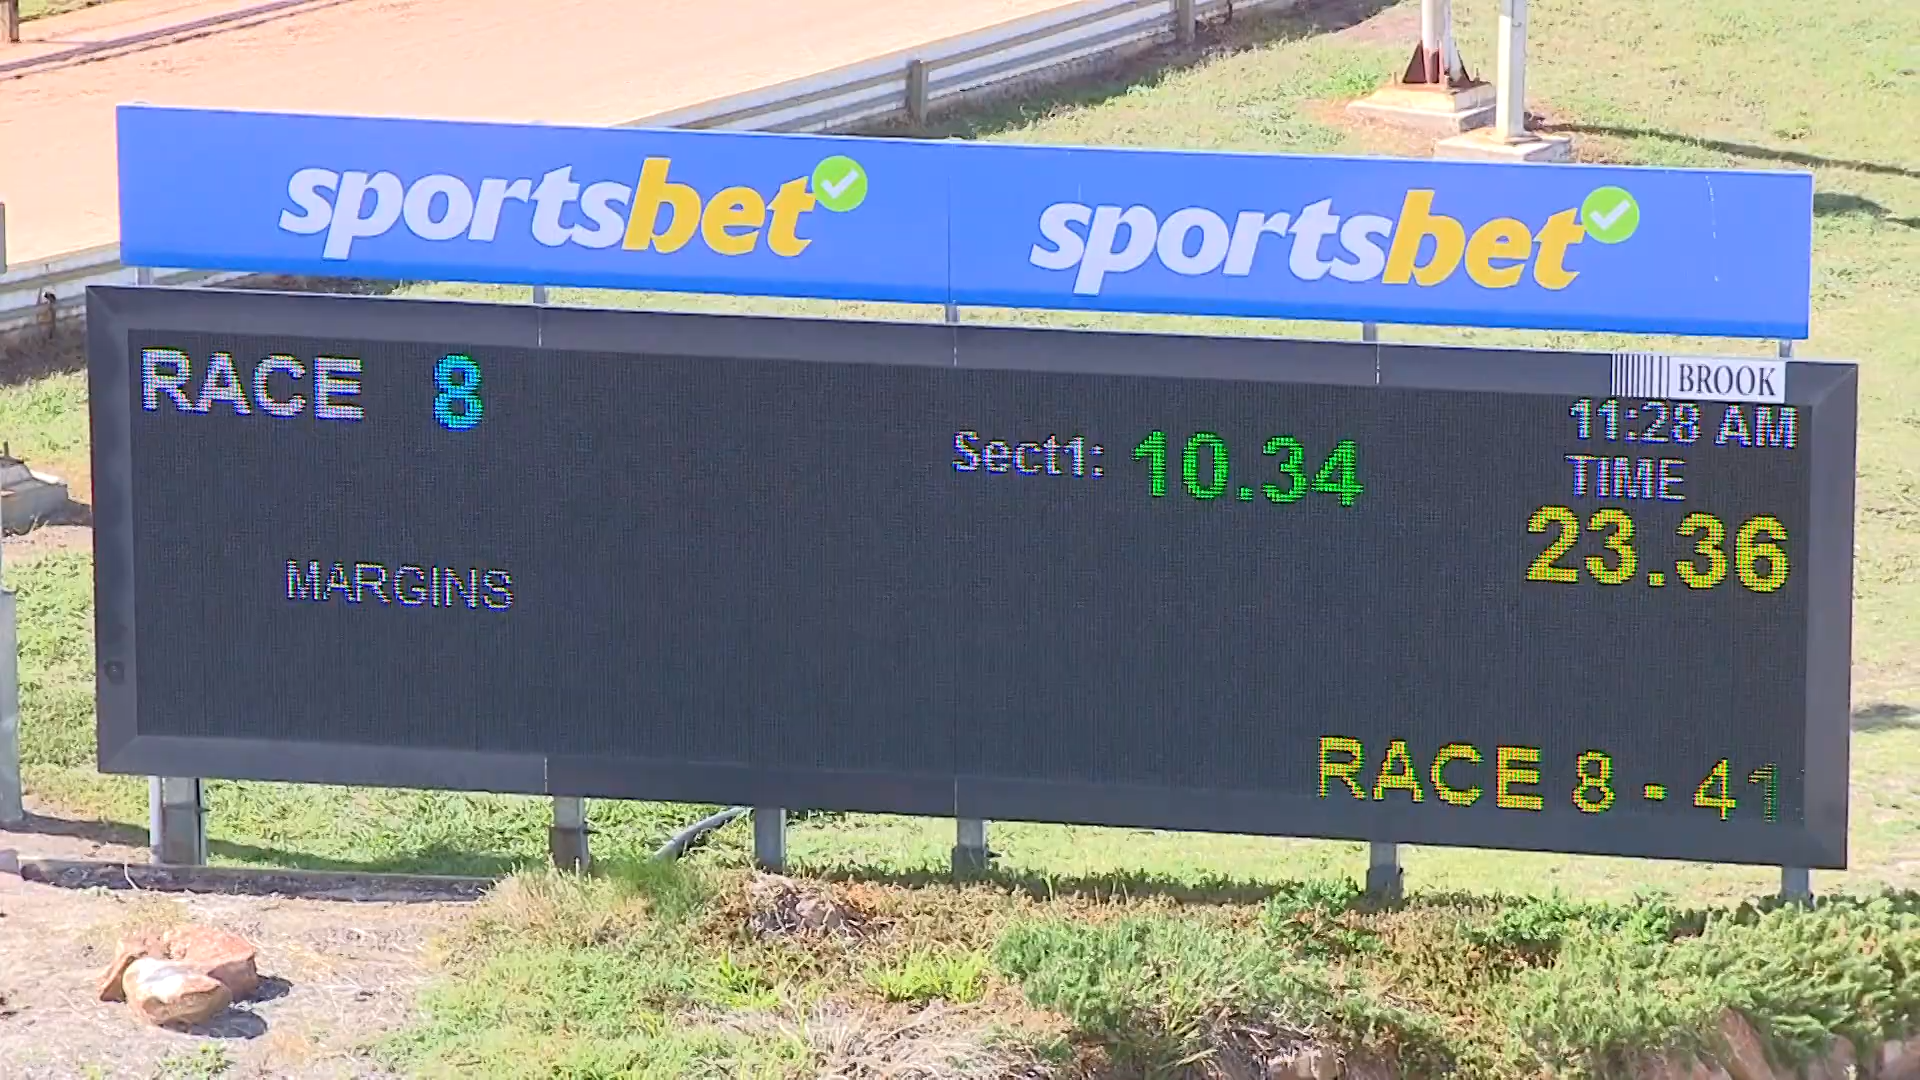 sportsbet sportsbet
BROOK
RACE 8
11:28 AM
Sect1: 10.34
TIME
23.36
MARGINS
RACE 8 - 41